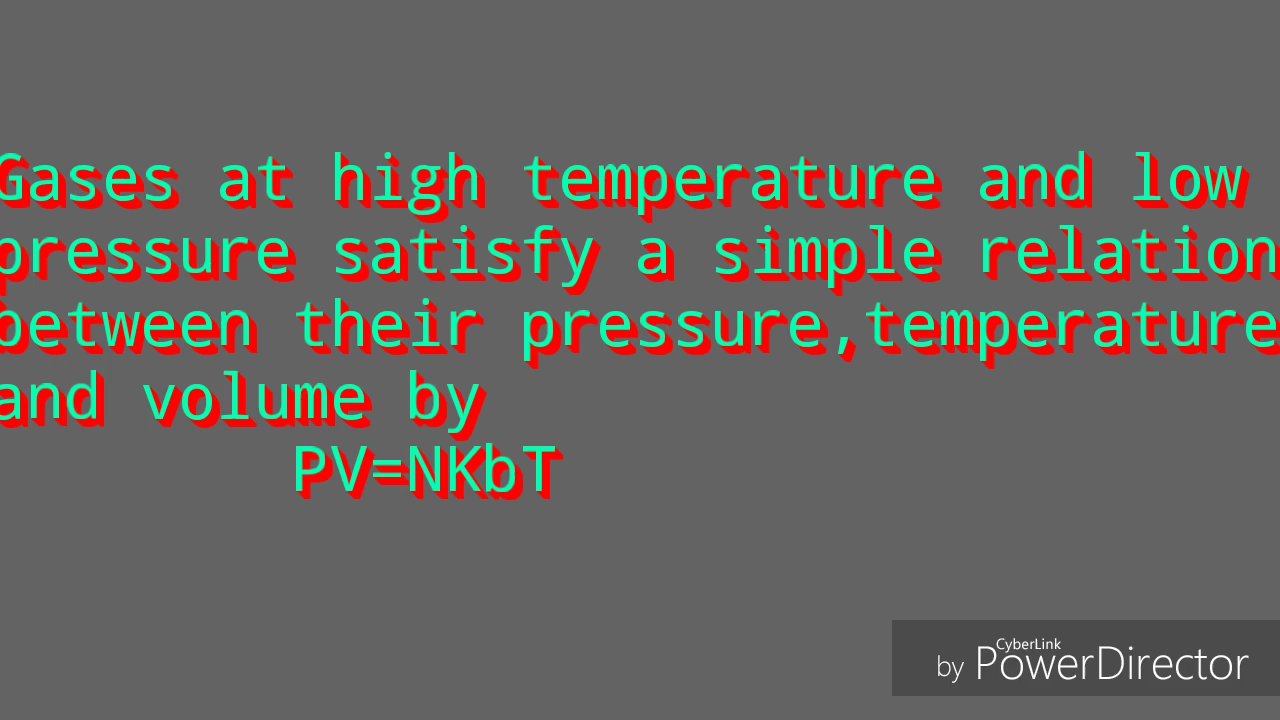 Gases at high temperature and low
pressure satisfy a simple relation
between their pressure,temperature
and volume by
PV=NKbT
by CyberLink PowerDirector